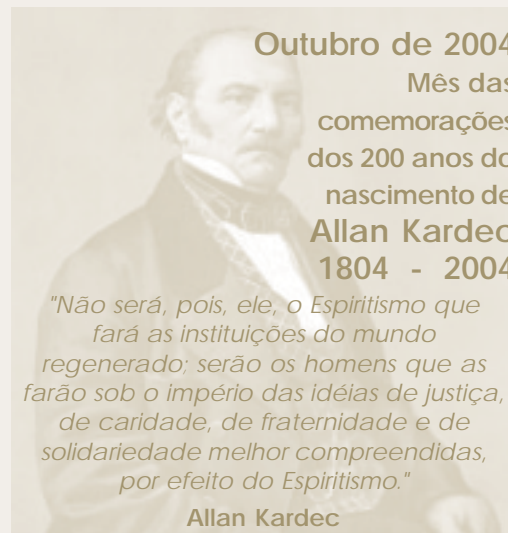 Outubro de 2004
Mês das
comemorações
dos 200 anos do
nascimento de
Allan Kardec
1804 - 2004
"Não será, pois, ele, o Espiritismo que
fará as instituições do mundo
regenerado; serão os homens que as
farão sob o império das idéias de justiça,
de caridade, de fraternidade e de
solidariedade melhor compreendidas,
por efeito do Espiritismo."
Allan Kardec